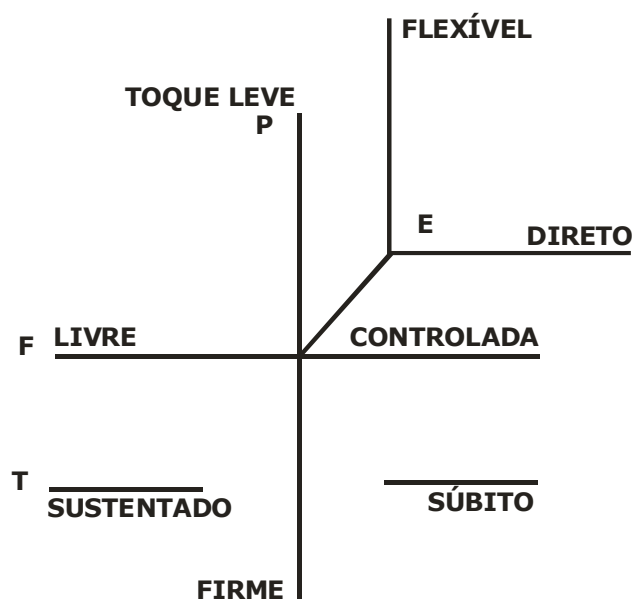 FLEXÍVEL
TOQUE LEVE
P
E
DIRETO
F
LIVRE
CONTROLADA
T
SUSTENTADO
SÚBITO
FIRME